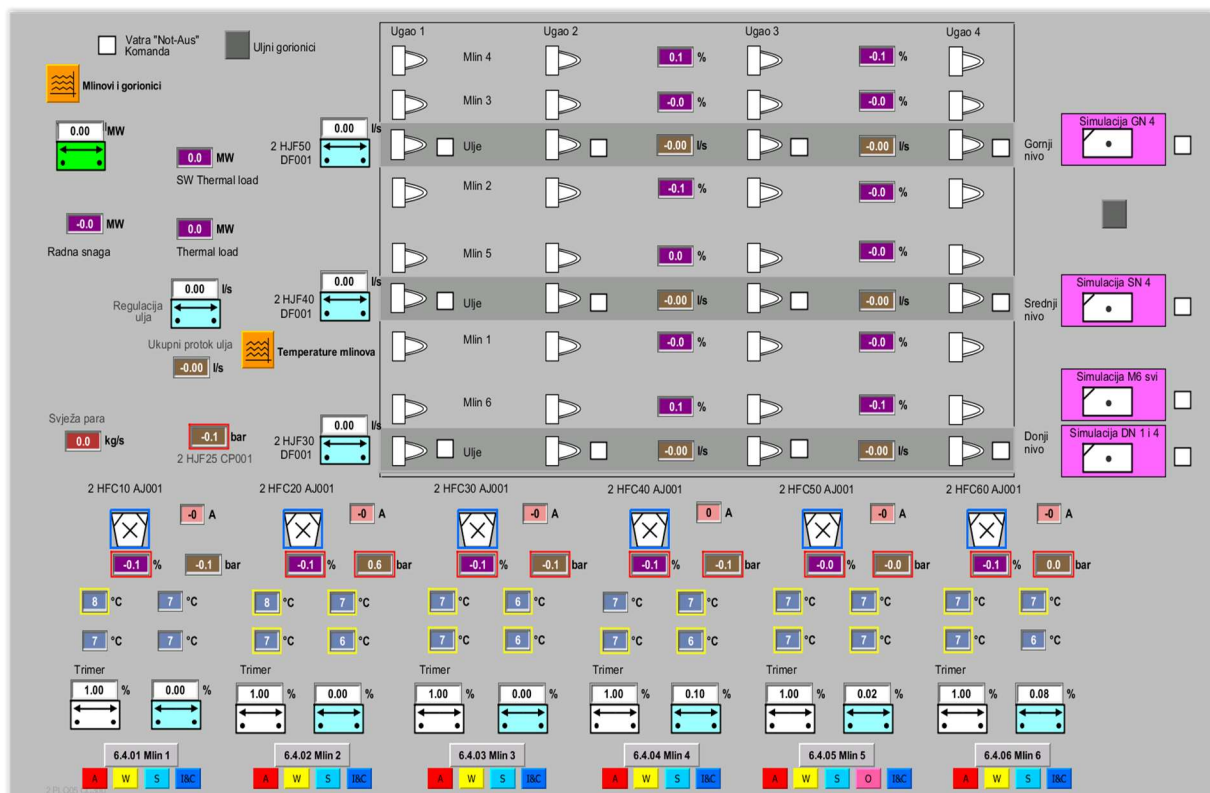 Ugao 1 Ugao 2 Ugao 3 Ugao 4
Vatra "Not-Aus"
Komanda
Uljni gorionici
Mlin 4 0.1 % -0.1 %
Mlinovi i gorionici
Mlin 3 -0.0 % -0.0 %
0.00 MW
0.00 l/s
2 HJF50
DF001
Ulje -0.00 l/s -0.00 l/s
Gornji
nivo
Simulacija GN 4
0.0 MW
SW Thermal load
Mlin 2 -0.1 % -0.0 %
-0.0 MW
Radna snaga
0.0 MW
Thermal load
Mlin 5 0.0 % -0.0 %
0.00 l/s
Regulacija
ulja
0.00 l/s
2 HJF40
DF001
Ulje -0.00 l/s -0.00 l/s
Srednji
nivo
Simulacija SN 4
Ukupni protok ulja
-0.00 l/s
Temperature mlinova
Mlin 1 -0.0 % -0.0 %
Simulacija M6 svi
Mlin 6 0.1 % -0.1 %
Svježa para
0.0 kg/s
-0.1 bar
2 HJF25 CP001
0.00 l/s
2 HJF30
DF001
Ulje -0.00 l/s -0.00 l/s
Donji
nivo
Simulacija DN 1 i 4
2 HFC10 AJ001 2 HFC20 AJ001 2 HFC30 AJ001 2 HFC40 AJ001 2 HFC50 AJ001 2 HFC60 AJ001
-0 A -0 A -0 A 0 A -0 A -0 A
-0.1 % -0.1 bar -0.1 % 0.6 bar -0.1 % -0.1 bar -0.1 % -0.1 bar -0.0 % -0.0 bar -0.1 % 0.0 bar
8 °C 7 °C 8 °C 7 °C 7 °C 6 °C 7 °C 7 °C 7 °C 7 °C 7 °C 7 °C
7 °C 7 °C 7 °C 6 °C 7 °C 6 °C 7 °C 6 °C 7 °C 7 °C 7 °C 6 °C
Trimer Trimer Trimer Trimer Trimer Trimer
1.00 % 0.00 % 1.00 % 0.00 % 1.00 % 0.00 % 1.00 % 0.10 % 1.00 % 0.02 % 1.00 % 0.08 %
6.4.01 Mlin 1 6.4.02 Mlin 2 6.4.03 Mlin 3 6.4.04 Mlin 4 6.4.05 Mlin 5 6.4.06 Mlin 6
A W S I&C A W S I&C A W S I&C A W S I&C A W S O I&C A W S I&C